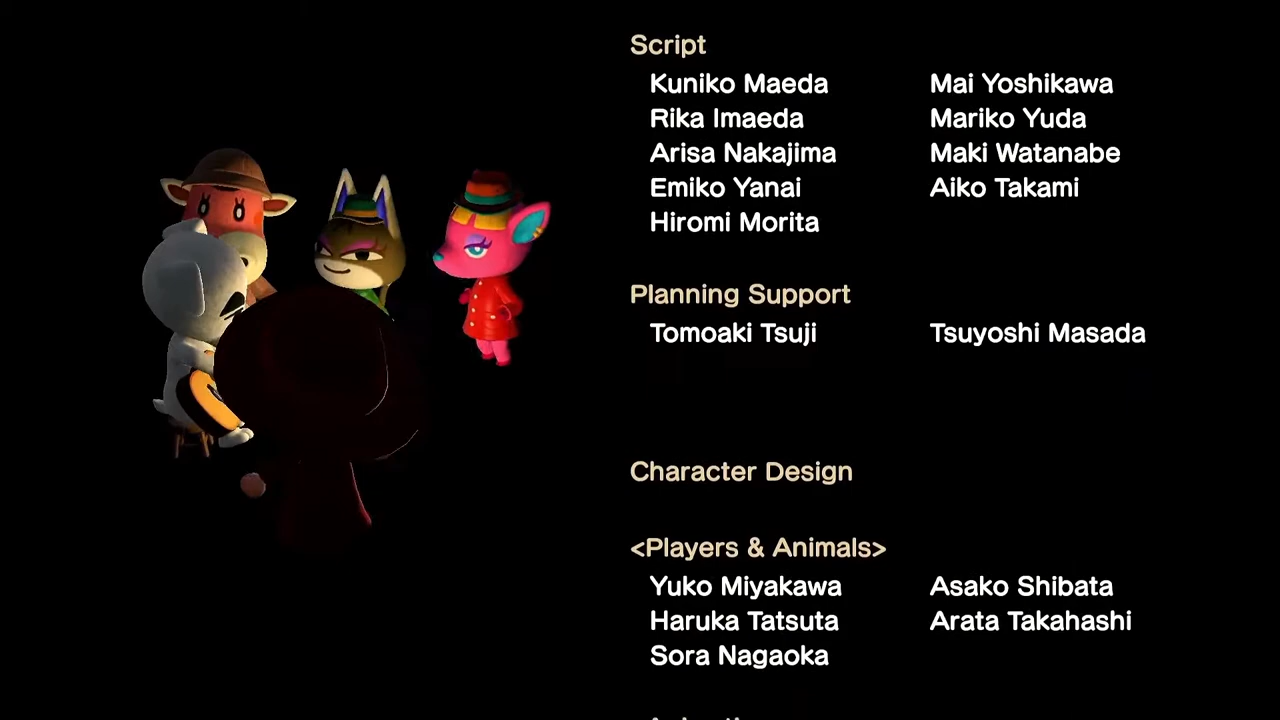 Script
Kuniko Maeda Mai Yoshikawa
Rika Imaeda Mariko Yuda
Arisa Nakajima Maki Watanabe
Emiko Yanai Aiko Takami
Hiromi Morita
Planning Support
Tomoaki Tsuji Tsuyoshi Masada
Character Design
<Players & Animals>
Yuko Miyakawa Asako Shibata
Haruka Tatsuta Arata Takahashi
Sora Nagaoka